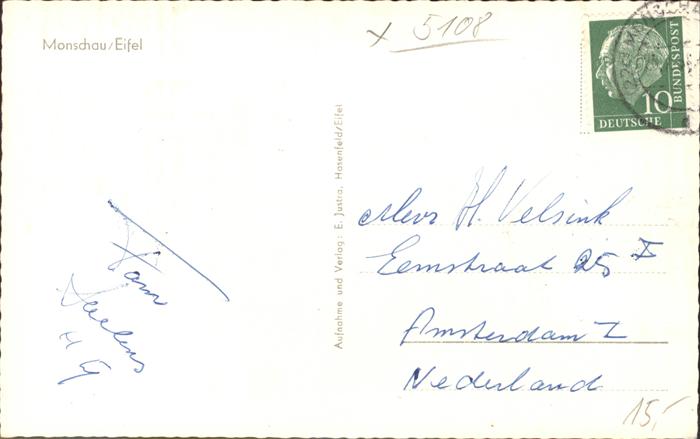 Monschau/Eifel
x 5108
10
DEUTSCHE
BUNDESPOST
Aufnahme und Verlag: E. Justra, Hasenfeld/Eifel
Mevr H. Velsink
Eemstraat 25 I
Amsterdam Z
Nederland
Fam
15,-